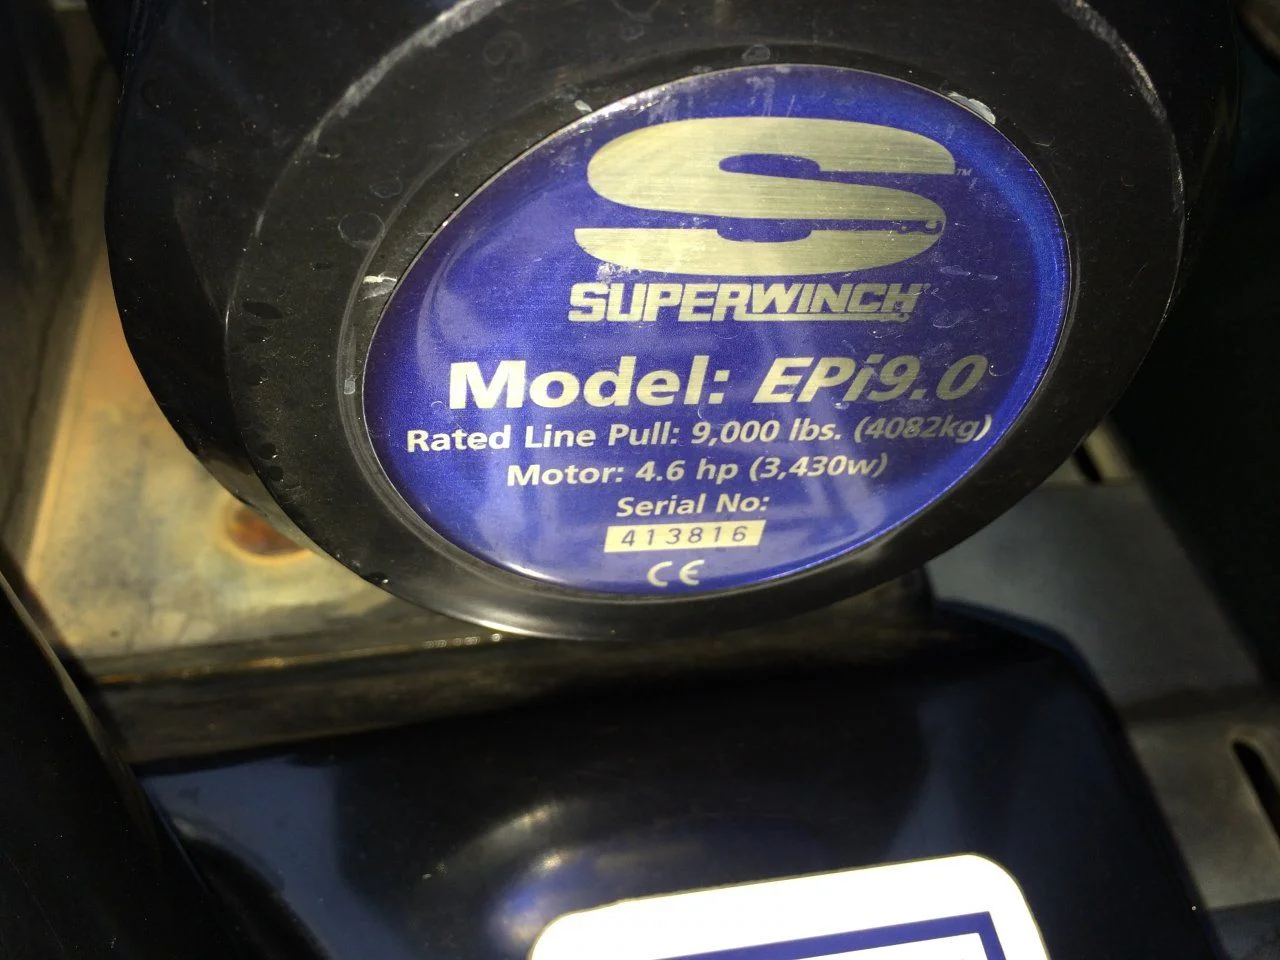 S™
SUPERWINCH
Model: EPi9.0
Rated Line Pull: 9,000 lbs. (4082kg)
Motor: 4.6 hp (3,430w)
Serial No:
413816
CE